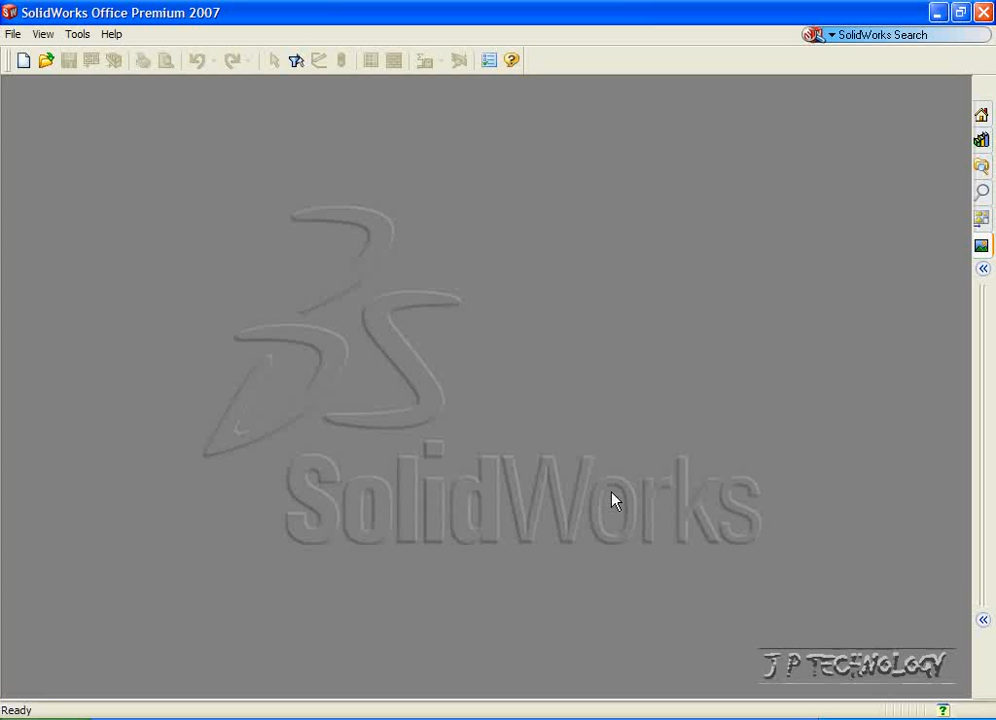 SolidWorks Office Premium 2007
File View Tools Help
SolidWorks Search
SolidWorks
J P TECHNOLOGY
Ready